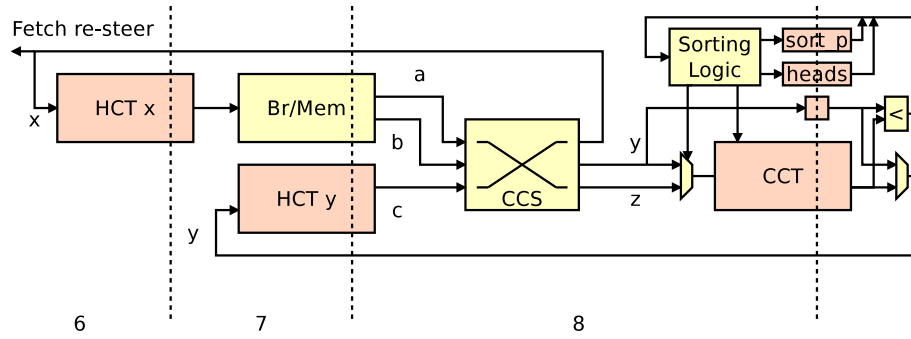 Fetch re-steer
Sorting
Logic
sort p
heads
a
HCT x
x
Br/Mem
<
b
y
CCT
HCT y
CCS
z
c
y
6
7
8